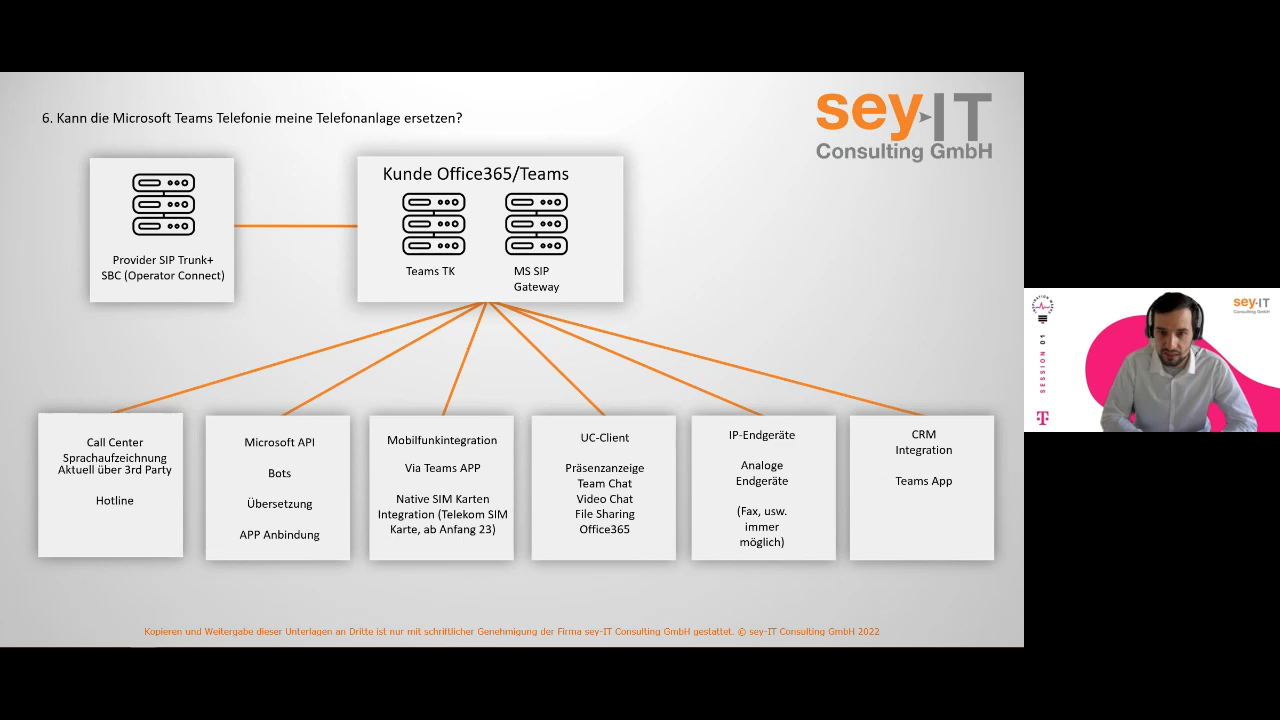 6. Kann die Microsoft Teams Telefonie meine Telefonanlage ersetzen?
sey-IT
Consulting GmbH
Provider SIP Trunk+
SBC (Operator Connect)
Kunde Office365/Teams
Teams TK
MS SIP
Gateway
Call Center
Sprachaufzeichnung
Aktuell über 3rd Party
Hotline
Microsoft API
Bots
Übersetzung
APP Anbindung
Mobilfunkintegration
Via Teams APP
Native SIM Karten
Integration (Telekom SIM
Karte, ab Anfang 23)
UC-Client
Präsenzanzeige
Team Chat
Video Chat
File Sharing
Office365
IP-Endgeräte
Analoge
Endgeräte
(Fax, usw.
immer
möglich)
CRM
Integration
Teams App
Kopieren und Weitergabe dieser Unterlagen an Dritte ist nur mit schriftlicher Genehmigung der Firma sey-IT Consulting GmbH gestattet. © sey-IT Consulting GmbH 2022
SESSION 01
T
sey-IT
Consulting GmbH